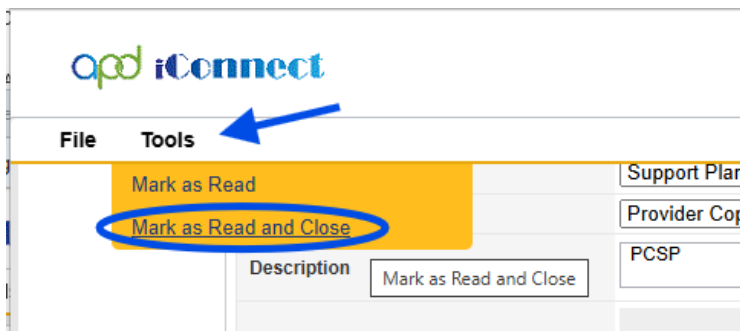 apd iConnect
File Tools
Mark as Read
Support Plan
Mark as Read and Close
Provider Cop
Description
PCSP
Mark as Read and Close